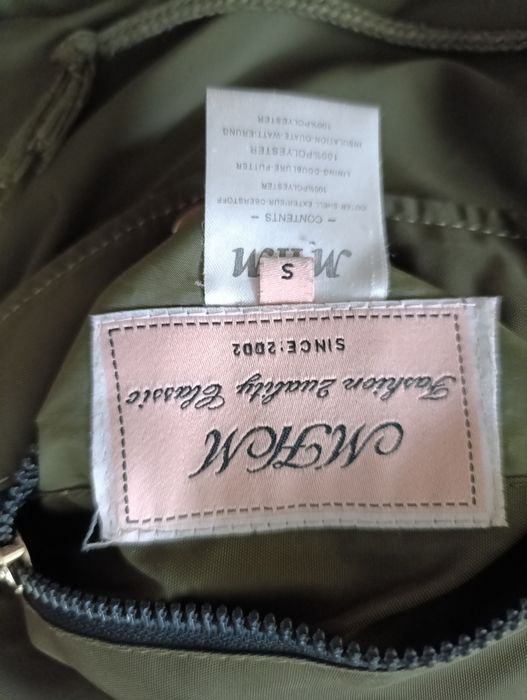 MHM
Fashion Quality Classic
SINCE:2002
S
M.H.M
- CONTENTS -
OUTER SHELL EXTERIEUR-OBERSTOFF
100%POLYESTER
LINING-DOUBLURE-FUTTER
100%POLYESTER
INSULATION-OUATE-WATTIERUNG
100%POLYESTER